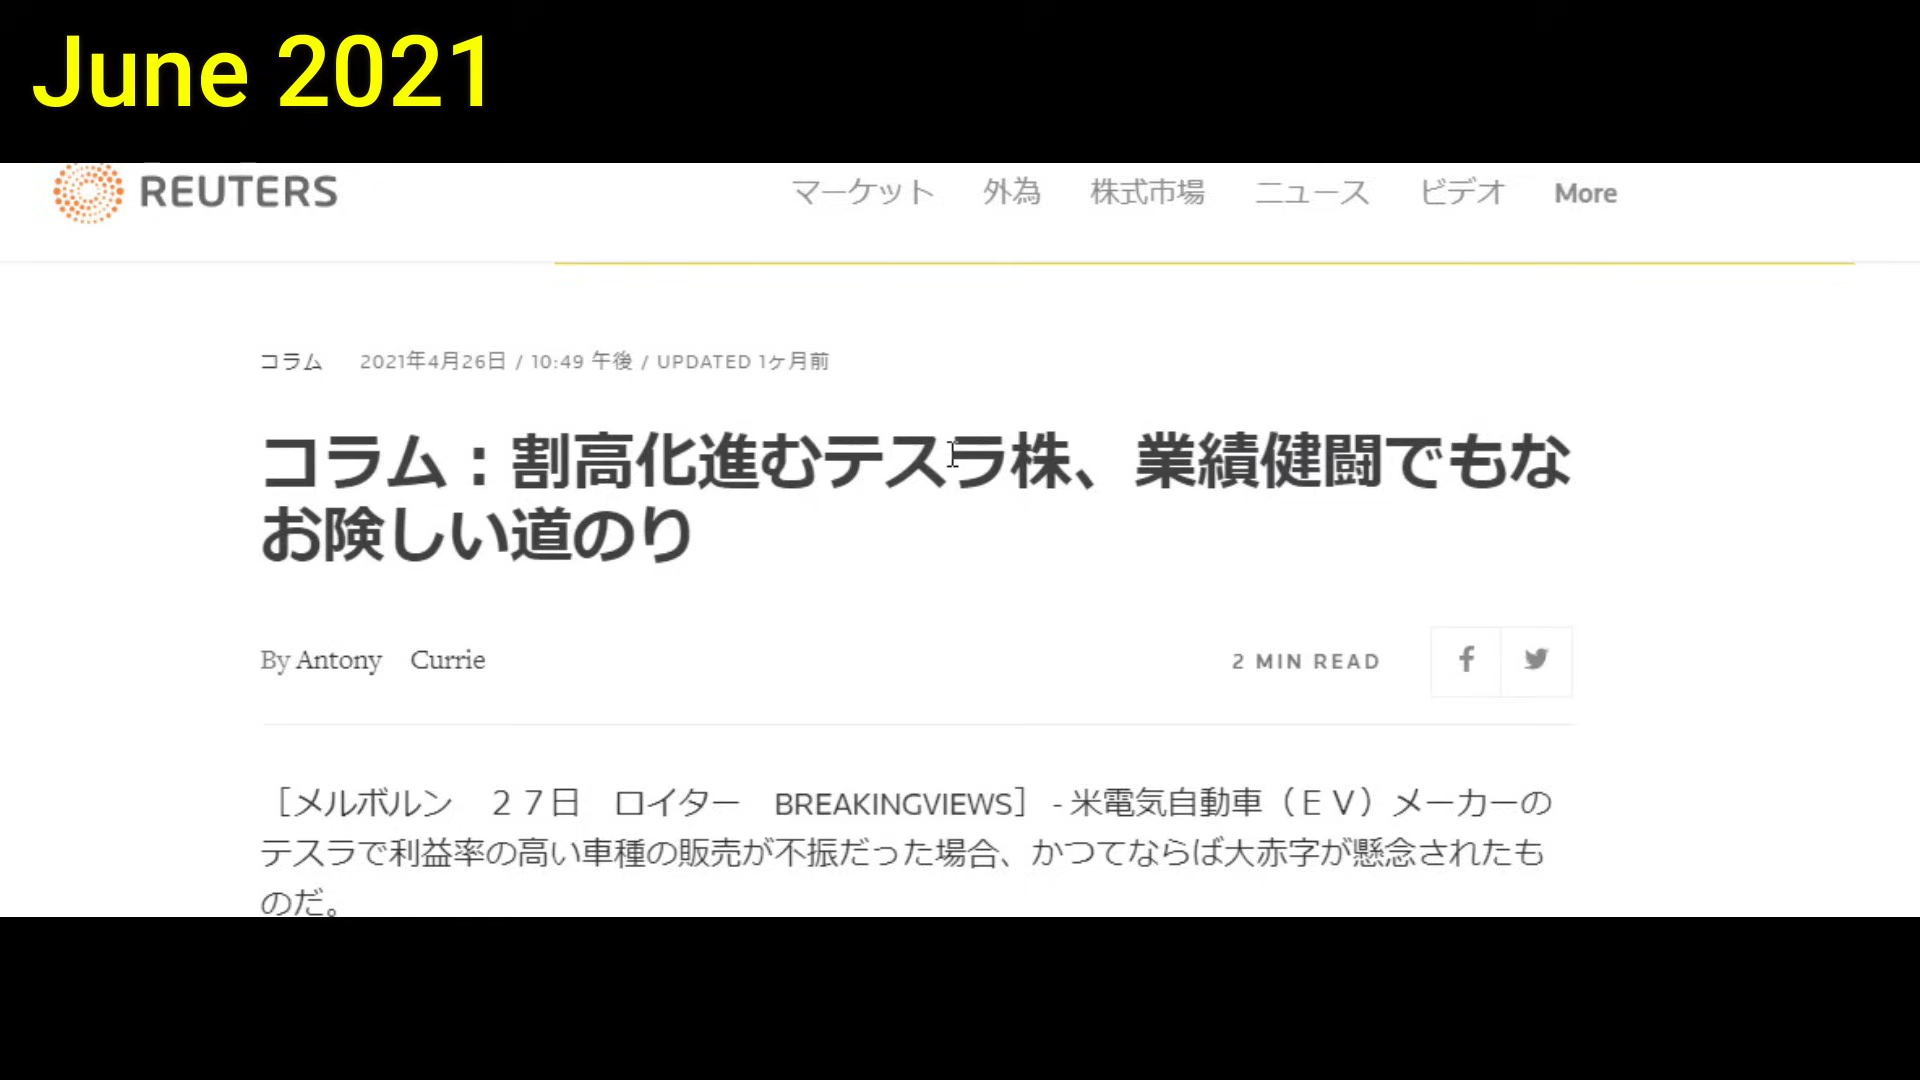 June 2021
REUTERS
マーケット 外為 株式市場 ニュース ビデオ More
コラム 2021年4月26日 / 10:49 午後 / UPDATED 1ヶ月前
コラム：割高化進むテスラ株、業績健闘でもな
お険しい道のり
By Antony Currie
2 MIN READ
［メルボルン　２７日　ロイター　BREAKINGVIEWS］ - 米電気自動車（ＥＶ）メーカーの
テスラで利益率の高い車種の販売が不振だった場合、かつてならば大赤字が懸念されたも
のだ。